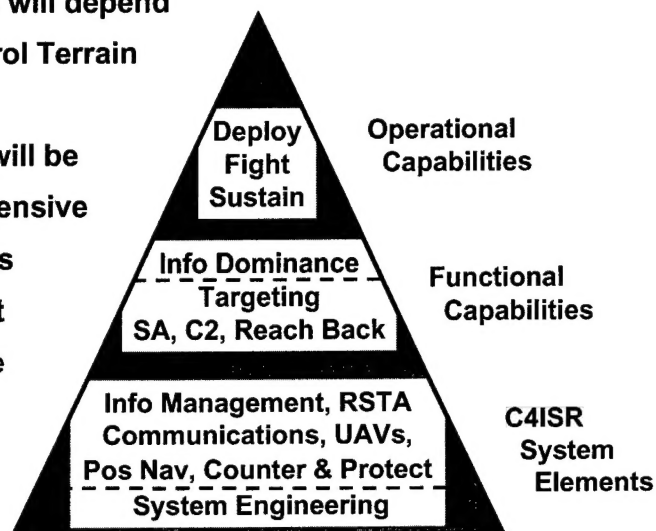 will depend
rol Terrain
will be
ensive
s
t
e
Deploy
Fight
Sustain
Operational
Capabilities
Info Dominance
Targeting
SA, C2, Reach Back
Functional
Capabilities
Info Management, RSTA
Communications, UAVs,
Pos Nav, Counter & Protect
System Engineering
C4ISR
System
Elements